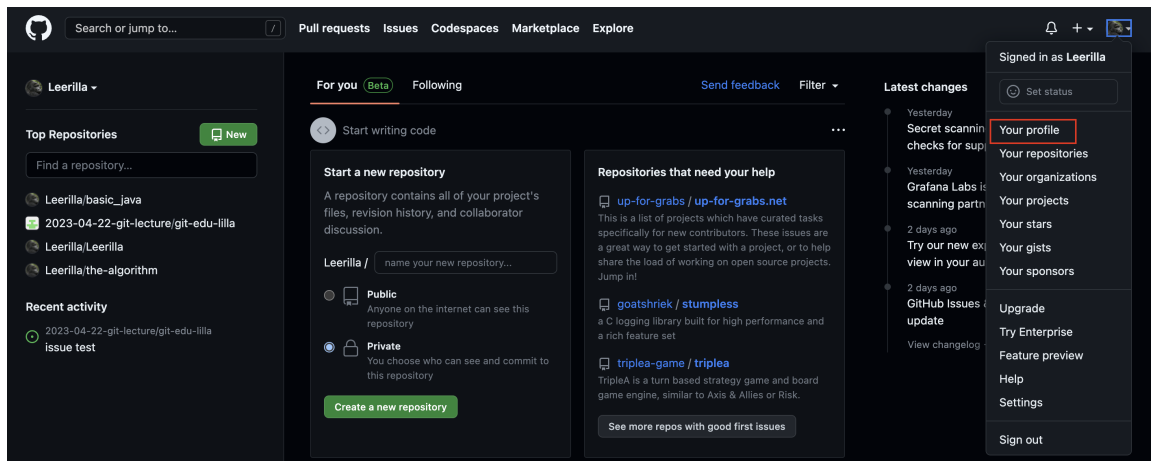 Search or jump to...
/
Pull requests Issues Codespaces Marketplace Explore
Leerilla
Top Repositories
New
Find a repository...
Leerilla/basic_java
2023-04-22-git-lecture/git-edu-lilla
Leerilla/Leerilla
Leerilla/the-algorithm
Recent activity
2023-04-22-git-lecture/git-edu-lilla
issue test
For you Beta Following
Send feedback Filter
Start writing code
Start a new repository
A repository contains all of your project's
files, revision history, and collaborator
discussion.
Leerilla / name your new repository...
Public
Anyone on the internet can see this
repository
Private
You choose who can see and commit to
this repository
Create a new repository
Repositories that need your help
up-for-grabs / up-for-grabs.net
This is a list of projects which have curated tasks
specifically for new contributors. These issues are
a great way to get started with a project, or to help
share the load of working on open source projects.
Jump in!
goatshriek / stumpless
a C logging library built for high performance and
a rich feature set
triplea-game / triplea
TripleA is a turn based strategy game and board
game engine, similar to Axis & Allies or Risk.
See more repos with good first issues
Latest changes
Yesterday
Secret
checks for
Yesterday
Grafana Labs
scanning
2 days ago
Try our new
view in your
2 days ago
GitHub Issues
update
View changelog
Signed in as Leerilla
Set status
Your profile
Your repositories
Your organizations
Your projects
Your stars
Your gists
Your sponsors
Upgrade
Try Enterprise
Feature preview
Help
Settings
Sign out